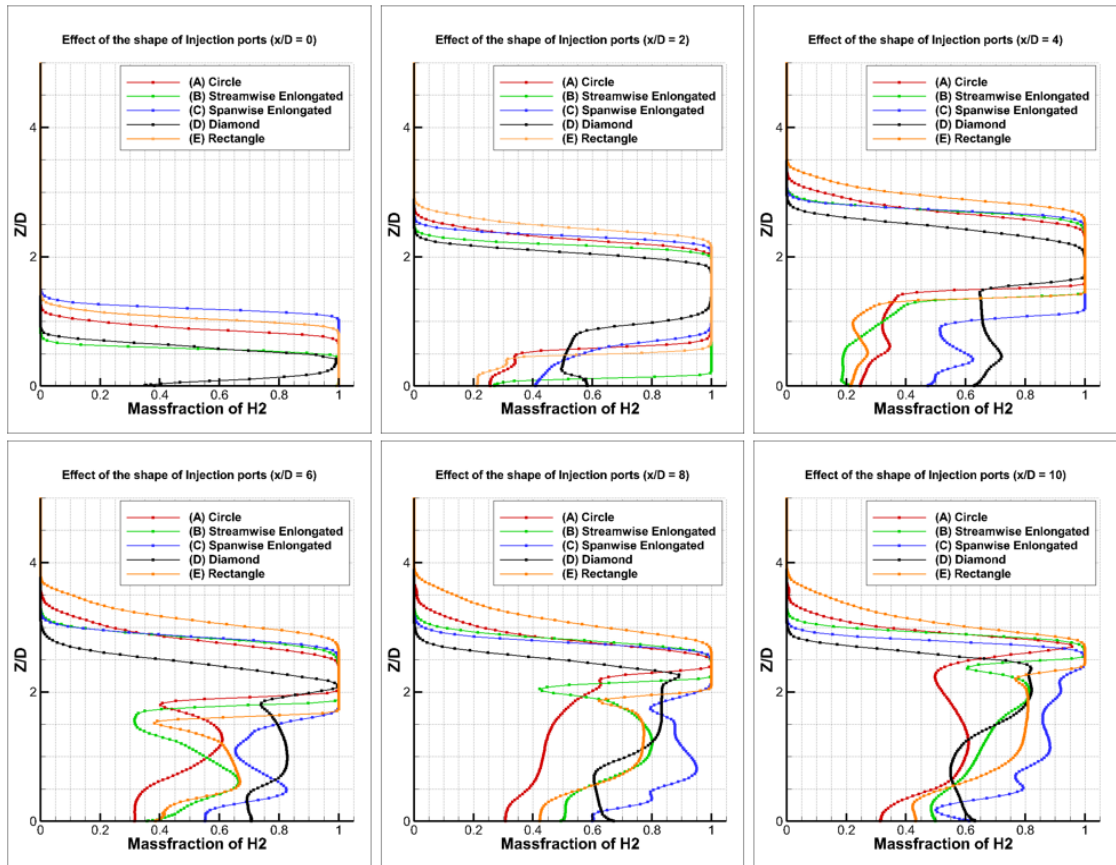 Effect of the shape of Injection ports (x/D = 0)
(A) Circle
(B) Streamwise Enlongated
(C) Spanwise Enlongated
(D) Diamond
(E) Rectangle
Z/D
4
2
0
0 0.2 0.4 0.6 0.8 1
Massfraction of H2
Effect of the shape of Injection ports (x/D = 2)
(A) Circle
(B) Streamwise Enlongated
(C) Spanwise Enlongated
(D) Diamond
(E) Rectangle
Z/D
4
2
0
0 0.2 0.4 0.6 0.8 1
Massfraction of H2
Effect of the shape of Injection ports (x/D = 4)
(A) Circle
(B) Streamwise Enlongated
(C) Spanwise Enlongated
(D) Diamond
(E) Rectangle
Z/D
4
2
0
0 0.2 0.4 0.6 0.8 1
Massfraction of H2
Effect of the shape of Injection ports (x/D = 6)
(A) Circle
(B) Streamwise Enlongated
(C) Spanwise Enlongated
(D) Diamond
(E) Rectangle
Z/D
4
2
0
0 0.2 0.4 0.6 0.8 1
Massfraction of H2
Effect of the shape of Injection ports (x/D = 8)
(A) Circle
(B) Streamwise Enlongated
(C) Spanwise Enlongated
(D) Diamond
(E) Rectangle
Z/D
4
2
0
0 0.2 0.4 0.6 0.8 1
Massfraction of H2
Effect of the shape of Injection ports (x/D = 10)
(A) Circle
(B) Streamwise Enlongated
(C) Spanwise Enlongated
(D) Diamond
(E) Rectangle
Z/D
4
2
0
0 0.2 0.4 0.6 0.8 1
Massfraction of H2